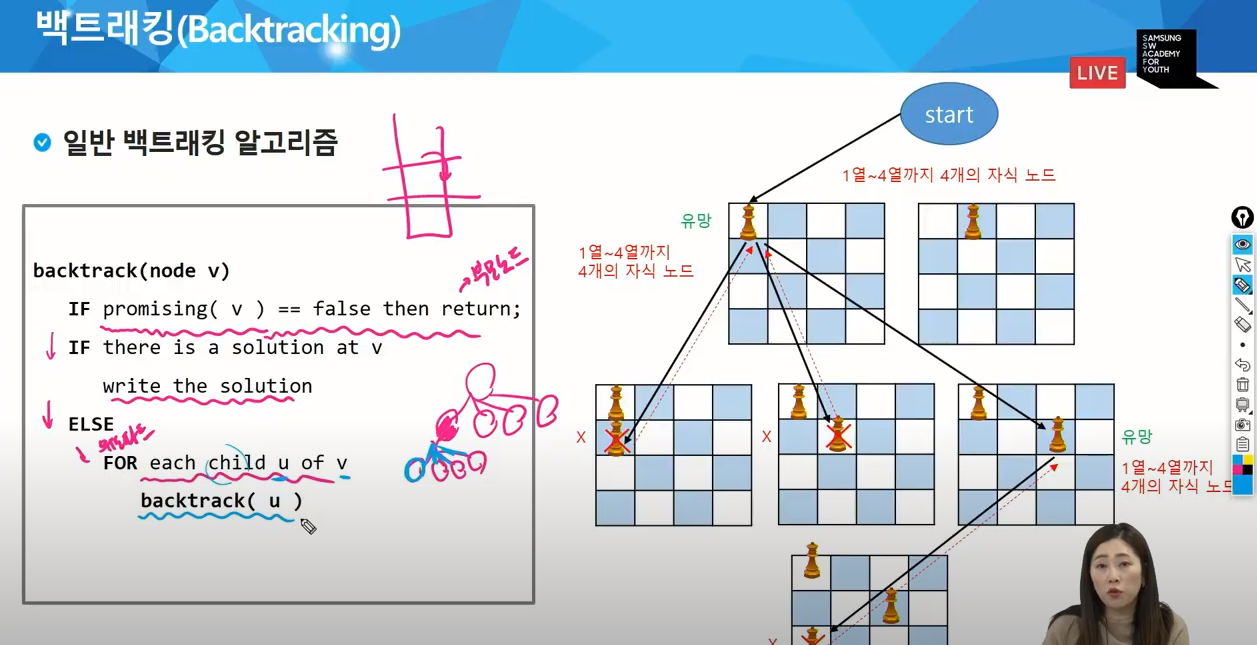 백트래킹(Backtracking)
SAMSUNG
SW
ACADEMY
FOR
YOUTH
LIVE
일반 백트래킹 알고리즘
start
1열~4열까지 4개의 자식 노드
유망
1열~4열까지
4개의 자식 노드
backtrack(node v)
부모노드
IF promising( v ) == false then return;
IF there is a solution at v
write the solution
ELSE
FOR each child u of v
backtrack( u )
X
X
유망
1열~4열까지
4개의 자식 노드
X